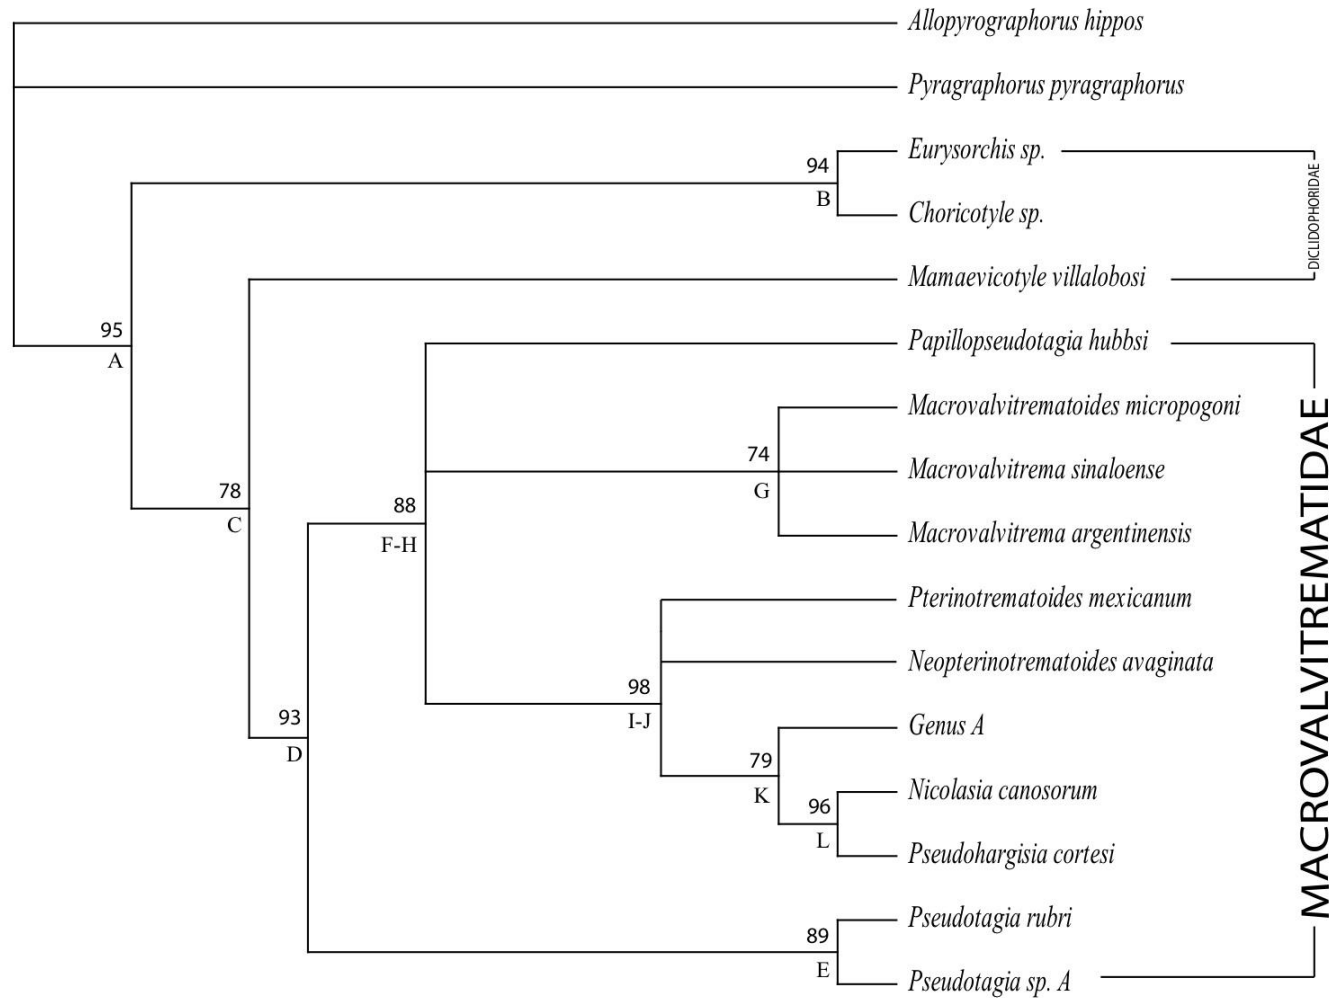 Allopyrographorus hippos
Pyragraphorus pyragraphorus
Eurysorchis sp.
94
B
Choricotyle sp.
DICLIDOPHORIDAE
Mamaevicotyle villalobosi
95
A
Papillopseudotagia hubbsi
Macrovalvitrematoides micropogoni
74
Macrovalvitrema sinaloense
G
78
C
88
F-H
Macrovalvitrema argentinensis
Pterinotrematoides mexicanum
Neopterinotrematoides avaginata
98
I-J
93
D
Genus A
79
K
Nicolasia canosorum
96
L
Pseudohargisia cortesi
MACROVALVITREMATIDAE
Pseudotagia rubri
89
E
Pseudotagia sp. A